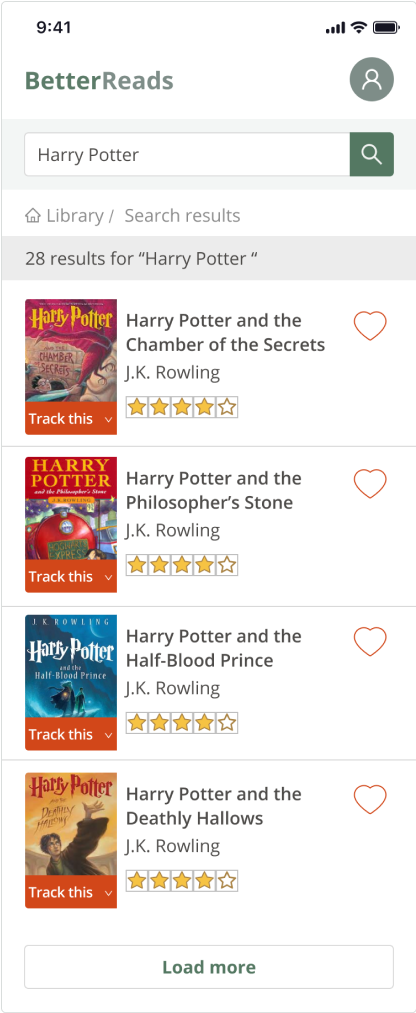 9:41
BetterReads
Harry Potter
Library / Search results
28 results for “Harry Potter “
Harry Potter
AND THE
CHAMBER OF
SECRETS
Track this
Harry Potter and the
Chamber of the Secrets
J.K. Rowling
HARRY
POTTER
and the Philosopher's Stone
J.K.ROWLING
Track this
Harry Potter and the
Philosopher’s Stone
J.K. Rowling
J. K. ROWLING
Harry Potter
and the
Half-Blood Prince
Track this
Harry Potter and the
Half-Blood Prince
J.K. Rowling
Harry Potter
AND THE
DEATHLY
HALLOWS
Track this
Harry Potter and the
Deathly Hallows
J.K. Rowling
Load more